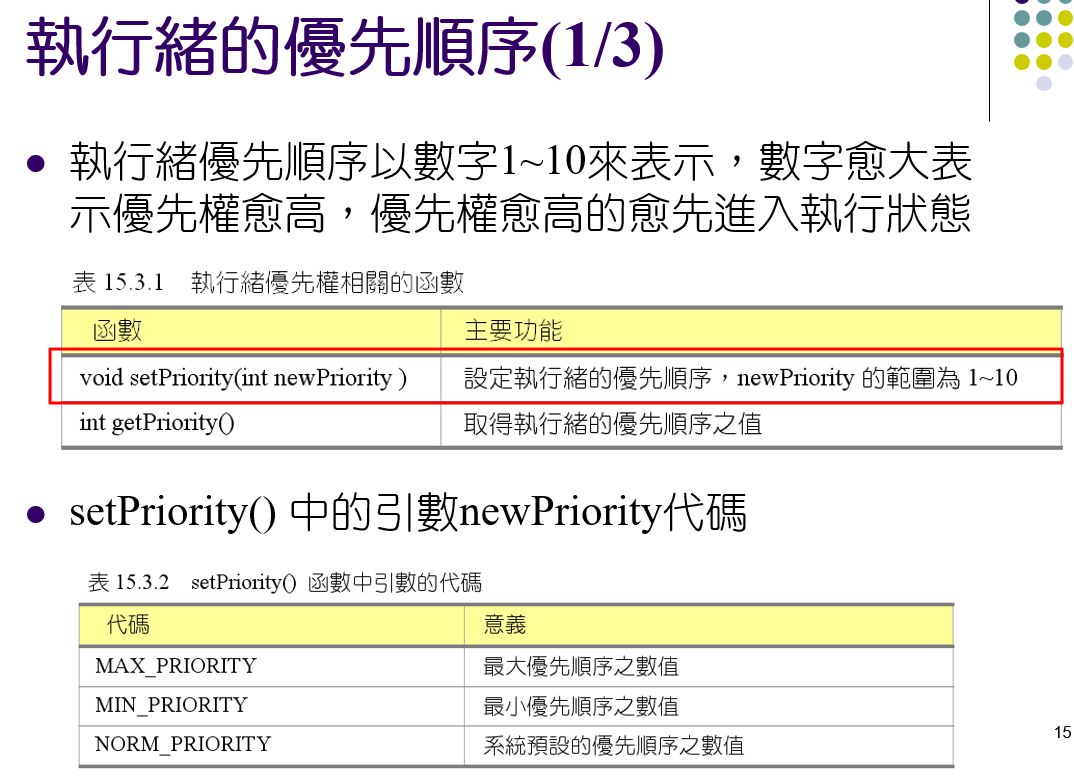 執行緒的優先順序(1/3)
執行緒優先順序以數字1~10來表示，數字愈大表
示優先權愈高，優先權愈高的愈先進入執行狀態
表 15.3.1 執行緒優先權相關的函數
函數 主要功能
void setPriority(int newPriority ) 設定執行緒的優先順序，newPriority 的範圍為 1~10
int getPriority() 取得執行緒的優先順序之值
setPriority() 中的引數newPriority代碼
表 15.3.2 setPriority() 函數中引數的代碼
代碼 意義
MAX_PRIORITY 最大優先順序之數值
MIN_PRIORITY 最小優先順序之數值
NORM_PRIORITY 系統預設的優先順序之數值
15